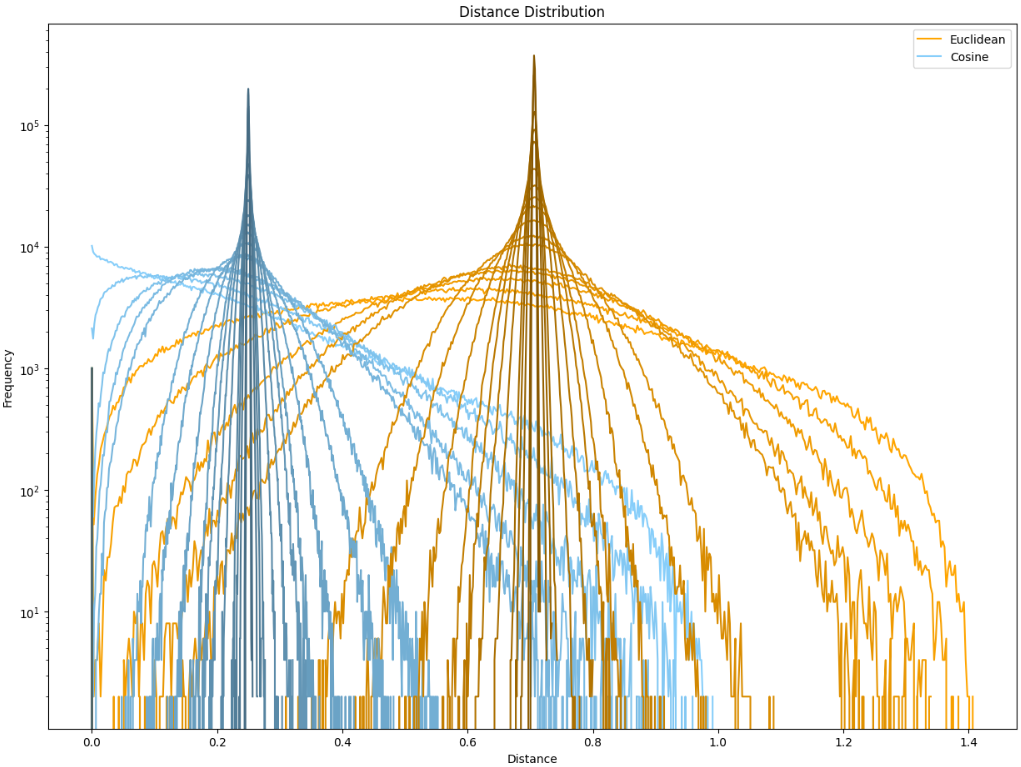 Distance Distribution
Euclidean
Cosine
Frequency
10^5
10^4
10^3
10^2
10^1
0.0 0.2 0.4 0.6 0.8 1.0 1.2 1.4
Distance